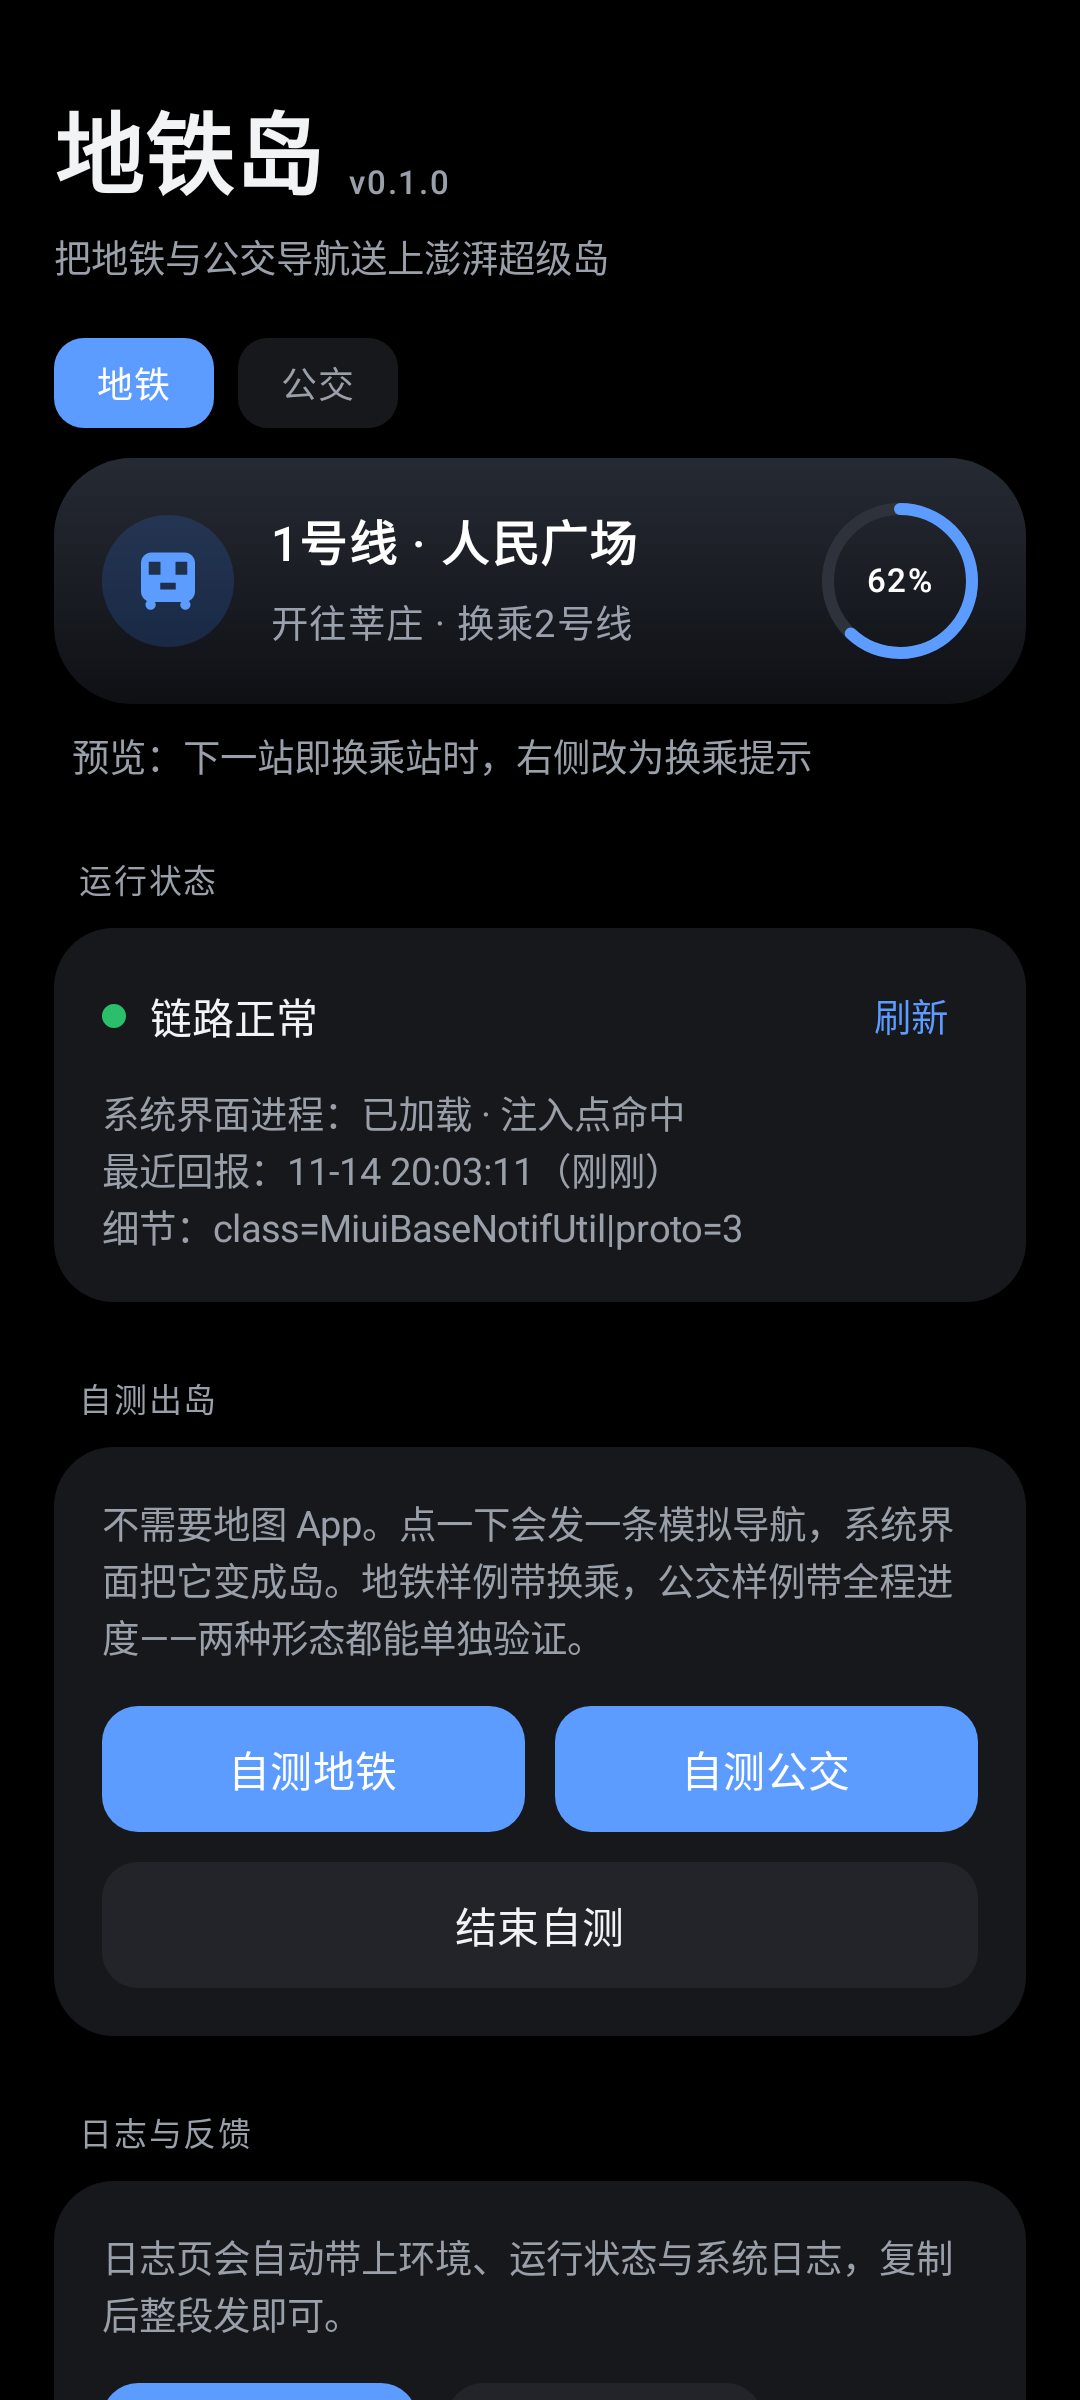 地铁岛 v0.1.0
把地铁与公交导航送上澎湃超级岛
地铁 公交
1号线 · 人民广场
62%
开往莘庄 · 换乘2号线
预览：下一站即换乘站时，右侧改为换乘提示
运行状态
链路正常 刷新
系统界面进程：已加载 · 注入点命中
最近回报：11-14 20:03:11（刚刚）
细节：class=MiuiBaseNotifUtil|proto=3
自测出岛
不需要地图 App。点一下会发一条模拟导航，系统界
面把它变成岛。地铁样例带换乘，公交样例带全程进
度——两种形态都能单独验证。
自测地铁 自测公交
结束自测
日志与反馈
日志页会自动带上环境、运行状态与系统日志，复制
后整段发即可。